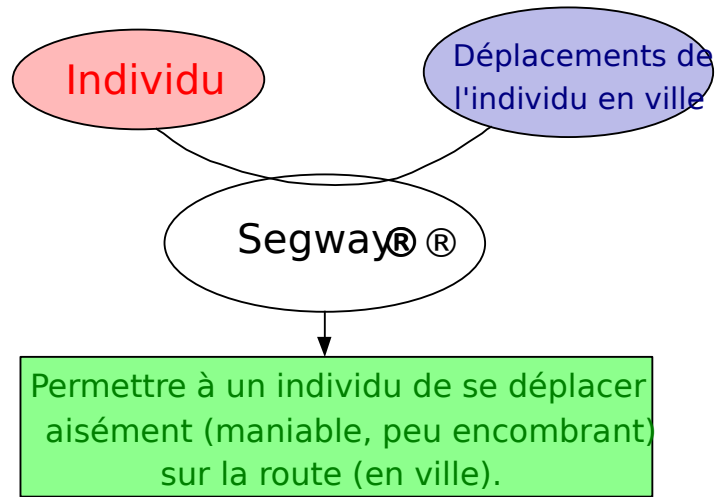 Individu
Déplacements de
l'individu en ville
Segway® ®
Permettre à un individu de se déplacer
aisément (maniable, peu encombrant)
sur la route (en ville).